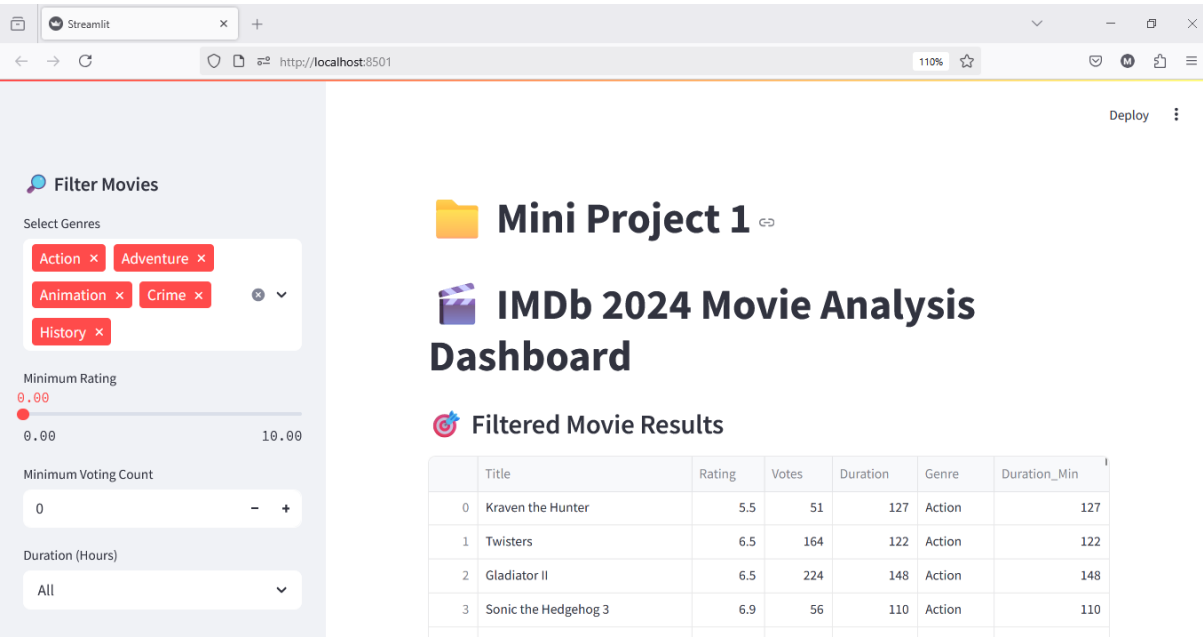 Streamlit
http://localhost:8501
110%
M
Deploy
Filter Movies
Select Genres
Action × Adventure ×
Animation × Crime ×
History ×
Minimum Rating
0.00
0.00 10.00
Minimum Voting Count
0 − +
Duration (Hours)
All
Mini Project 1
IMDb 2024 Movie Analysis
Dashboard
Filtered Movie Results
Title Rating Votes Duration Genre Duration_Min
0 Kraven the Hunter 5.5 51 127 Action 127
1 Twisters 6.5 164 122 Action 122
2 Gladiator II 6.5 224 148 Action 148
3 Sonic the Hedgehog 3 6.9 56 110 Action 110